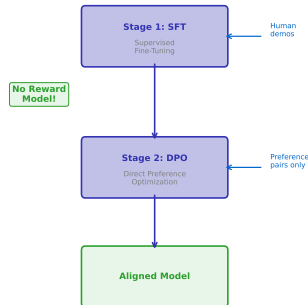 Stage 1: SFT
Supervised
Fine-Tuning
Human
demos
No Reward
Model!
Stage 2: DPO
Direct Preference
Optimization
Preference
pairs only
Aligned Model